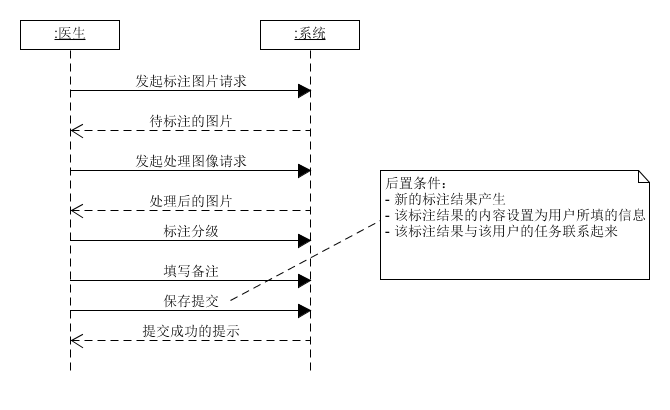 :医生
:系统
发起标注图片请求
待标注的图片
发起处理图像请求
处理后的图片
标注分级
填写备注
保存提交
提交成功的提示
后置条件：
- 新的标注结果产生
- 该标注结果的内容设置为用户所填的信息
- 该标注结果与该用户的任务联系起来